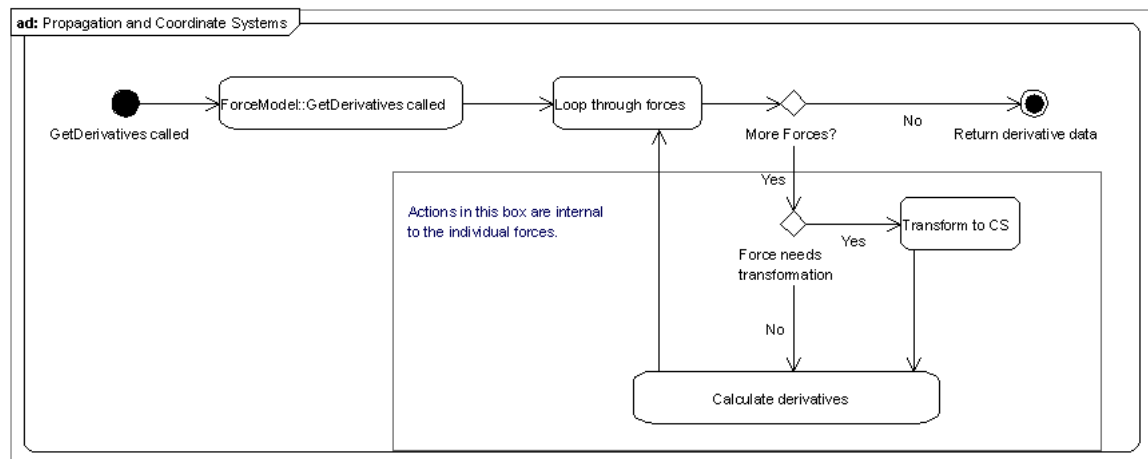 ad: Propagation and Coordinate Systems
ForceModel::GetDerivatives called
Loop through forces
GetDerivatives called
More Forces?
No
Return derivative data
Yes
Actions in this box are internal
to the individual forces.
Transform to CS
Yes
Force needs
transformation
No
Calculate derivatives